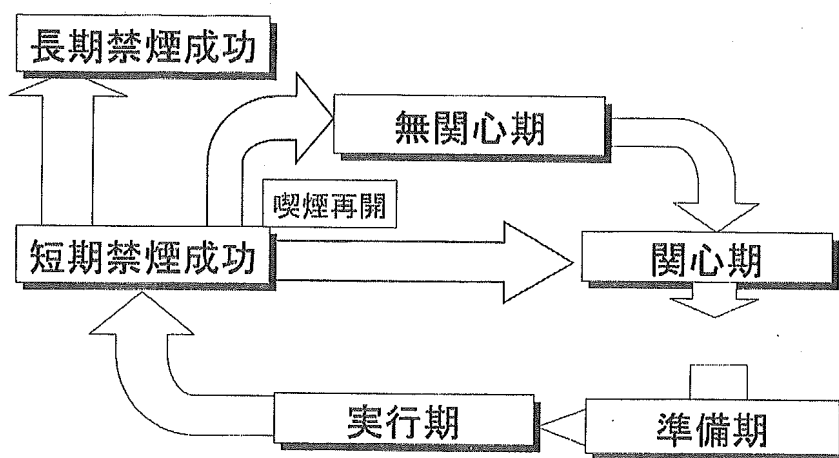 長期禁煙成功
無関心期
喫煙再開
短期禁煙成功
関心期
実行期
準備期